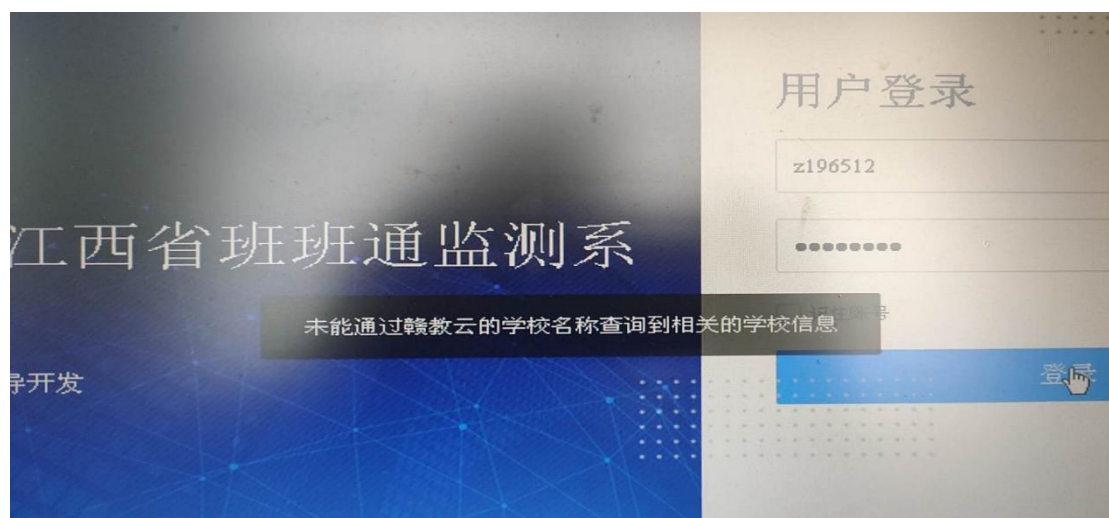 用户登录
z196512
江西省班班通监测系
未能通过赣教云的学校名称查询到相关的学校信息
导开发
登录